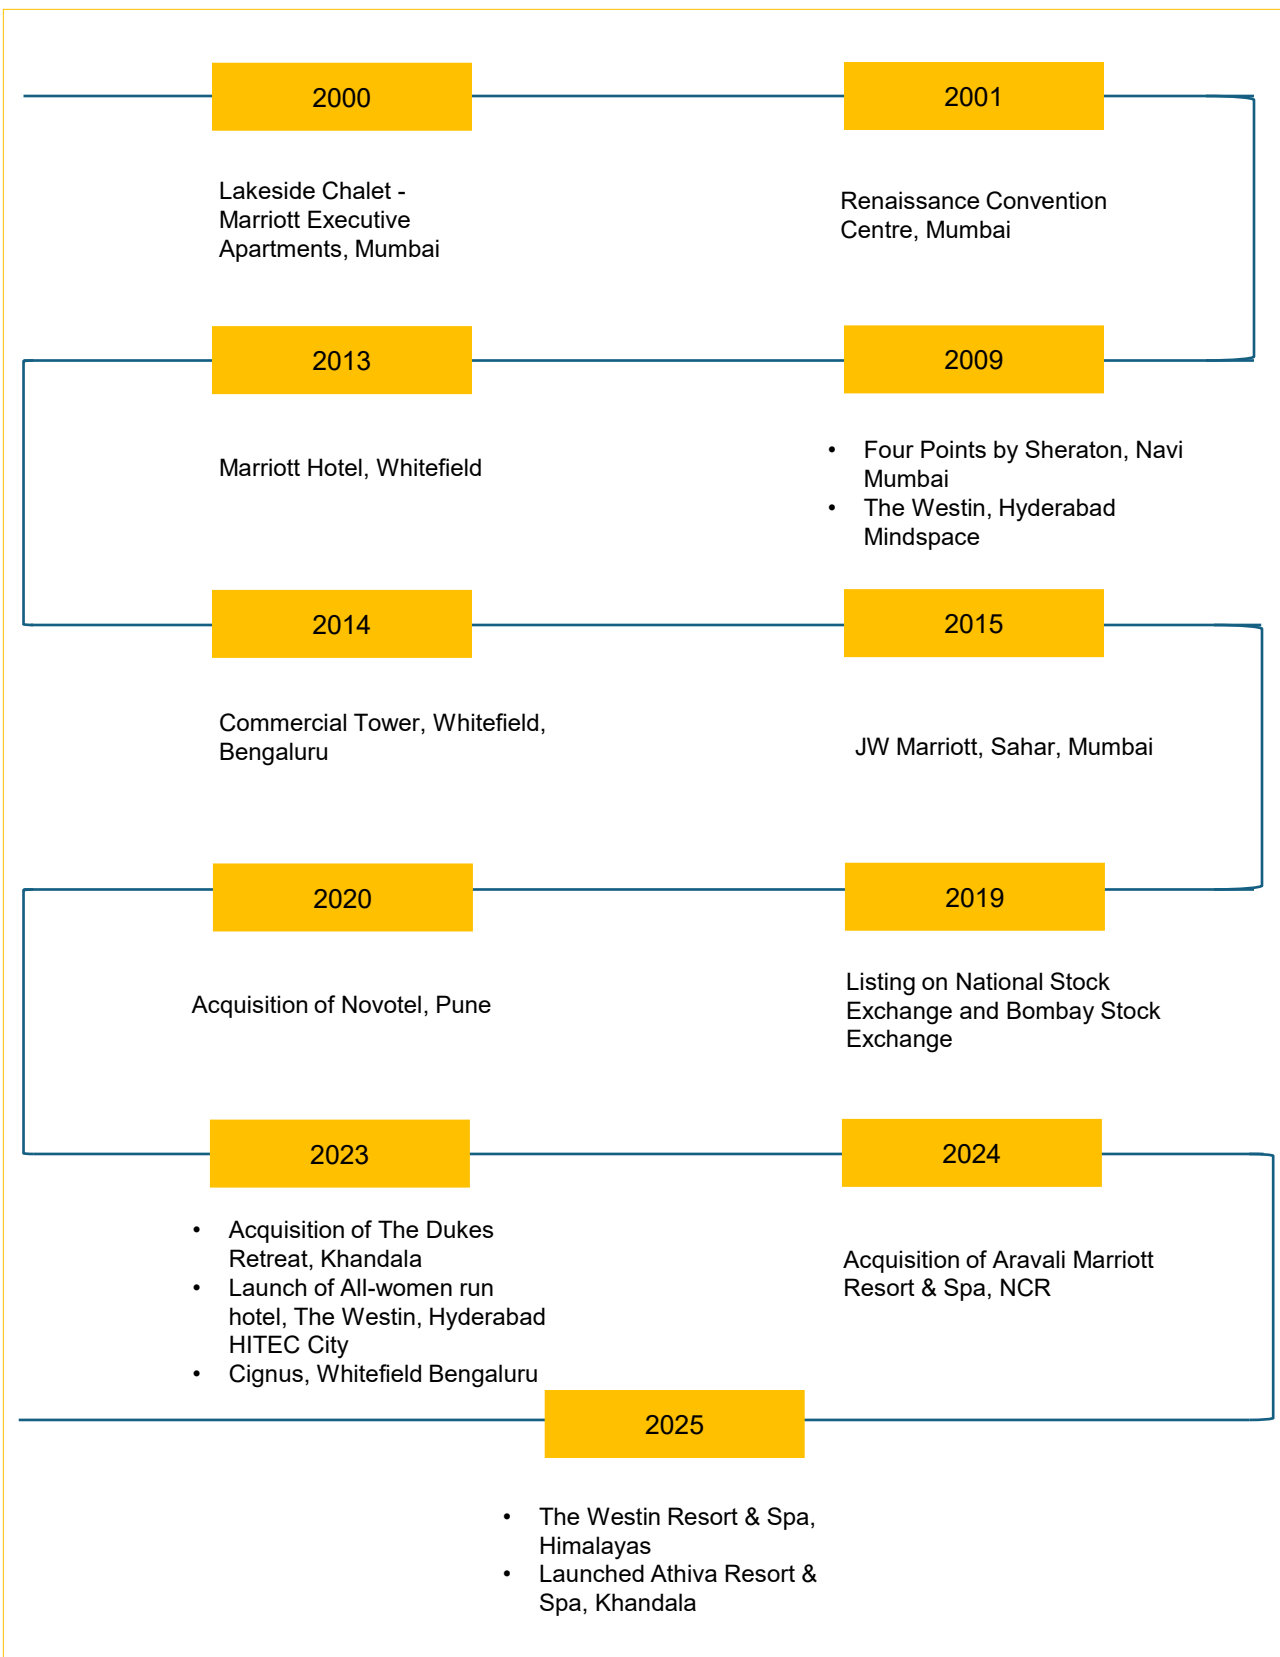 2000
2001
Lakeside Chalet -
Marriott Executive
Apartments, Mumbai
Renaissance Convention
Centre, Mumbai
2013
2009
Marriott Hotel, Whitefield
• Four Points by Sheraton, Navi
Mumbai
• The Westin, Hyderabad
Mindspace
2014
2015
Commercial Tower, Whitefield,
Bengaluru
JW Marriott, Sahar, Mumbai
2020
2019
Acquisition of Novotel, Pune
Listing on National Stock
Exchange and Bombay Stock
Exchange
2023
2024
• Acquisition of The Dukes
Retreat, Khandala
• Launch of All-women run
hotel, The Westin, Hyderabad
HITEC City
• Cignus, Whitefield Bengaluru
Acquisition of Aravali Marriott
Resort & Spa, NCR
2025
• The Westin Resort & Spa,
Himalayas
• Launched Athiva Resort &
Spa, Khandala